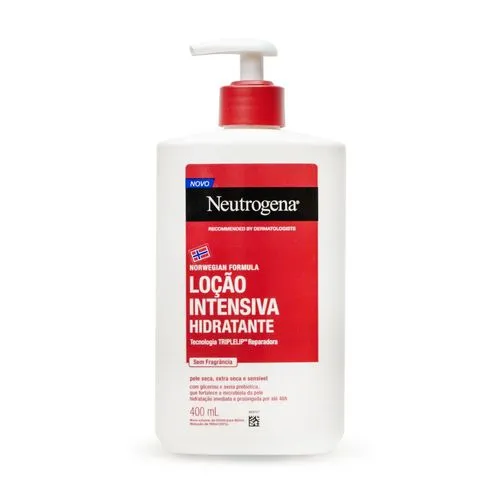 NOVO
Neutrogena®
RECOMMENDED BY DERMATOLOGISTS
NORWEGIAN FORMULA
LOÇÃO
INTENSIVA
HIDRATANTE
Tecnologia TRIPLELIP™ Reparadora
Sem Fragrância
pele seca, extra seca e sensível
com glicerina e aveia prebiótica,
que fortalece a microbiota da pele
hidratação imediata e prolongada por até 48h
400 mL